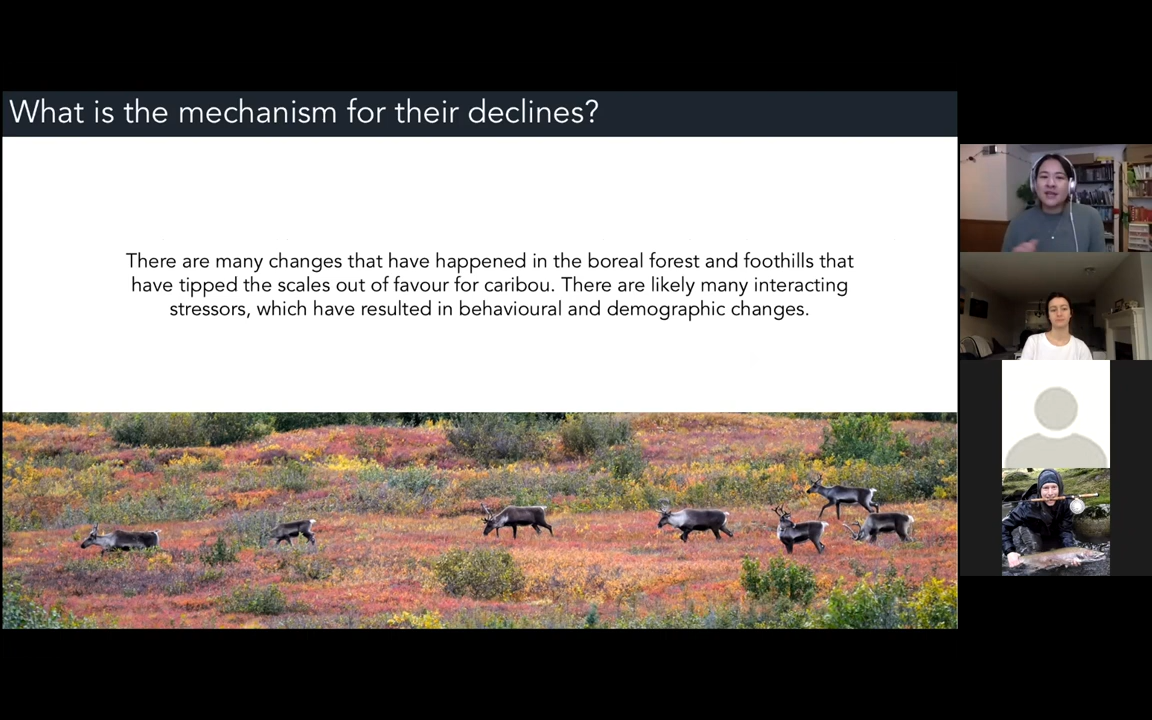 What is the mechanism for their declines?
There are many changes that have happened in the boreal forest and foothills that
have tipped the scales out of favour for caribou. There are likely many interacting
stressors, which have resulted in behavioural and demographic changes.